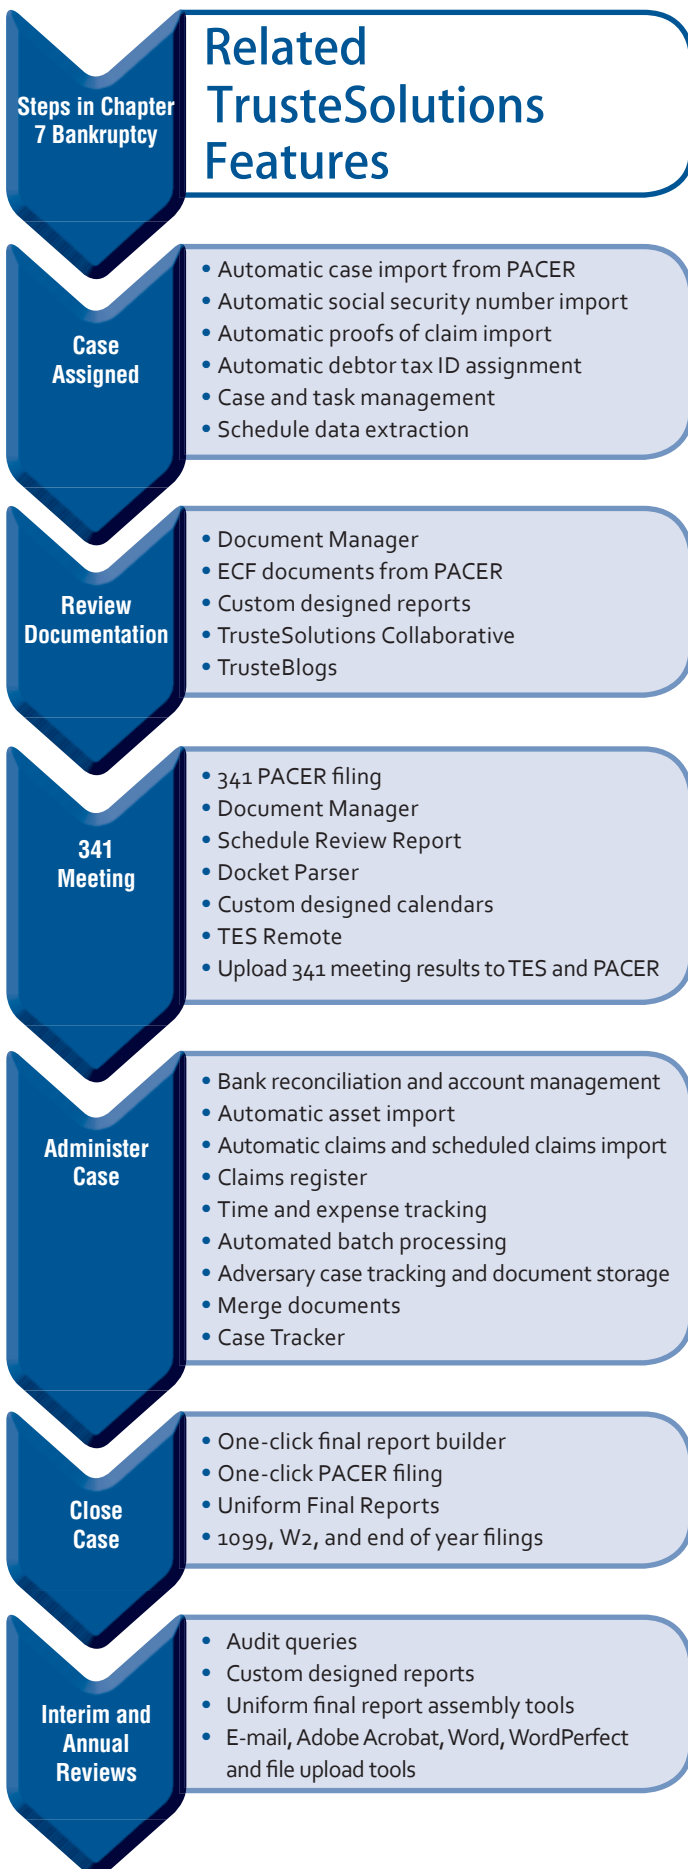 Steps in Chapter
7 Bankruptcy
Related
TrusteSolutions
Features
Case
Assigned
• Automatic case import from PACER
• Automatic social security number import
• Automatic proofs of claim import
• Automatic debtor tax ID assignment
• Case and task management
• Schedule data extraction
Review
Documentation
• Document Manager
• ECF documents from PACER
• Custom designed reports
• TrusteSolutions Collaborative
• TrusteBlogs
341
Meeting
• 341 PACER filing
• Document Manager
• Schedule Review Report
• Docket Parser
• Custom designed calendars
• TES Remote
• Upload 341 meeting results to TES and PACER
Administer
Case
• Bank reconciliation and account management
• Automatic asset import
• Automatic claims and scheduled claims import
• Claims register
• Time and expense tracking
• Automated batch processing
• Adversary case tracking and document storage
• Merge documents
• Case Tracker
Close
Case
• One-click final report builder
• One-click PACER filing
• Uniform Final Reports
• 1099, W2, and end of year filings
Interim and
Annual
Reviews
• Audit queries
• Custom designed reports
• Uniform final report assembly tools
• E-mail, Adobe Acrobat, Word, WordPerfect
and file upload tools